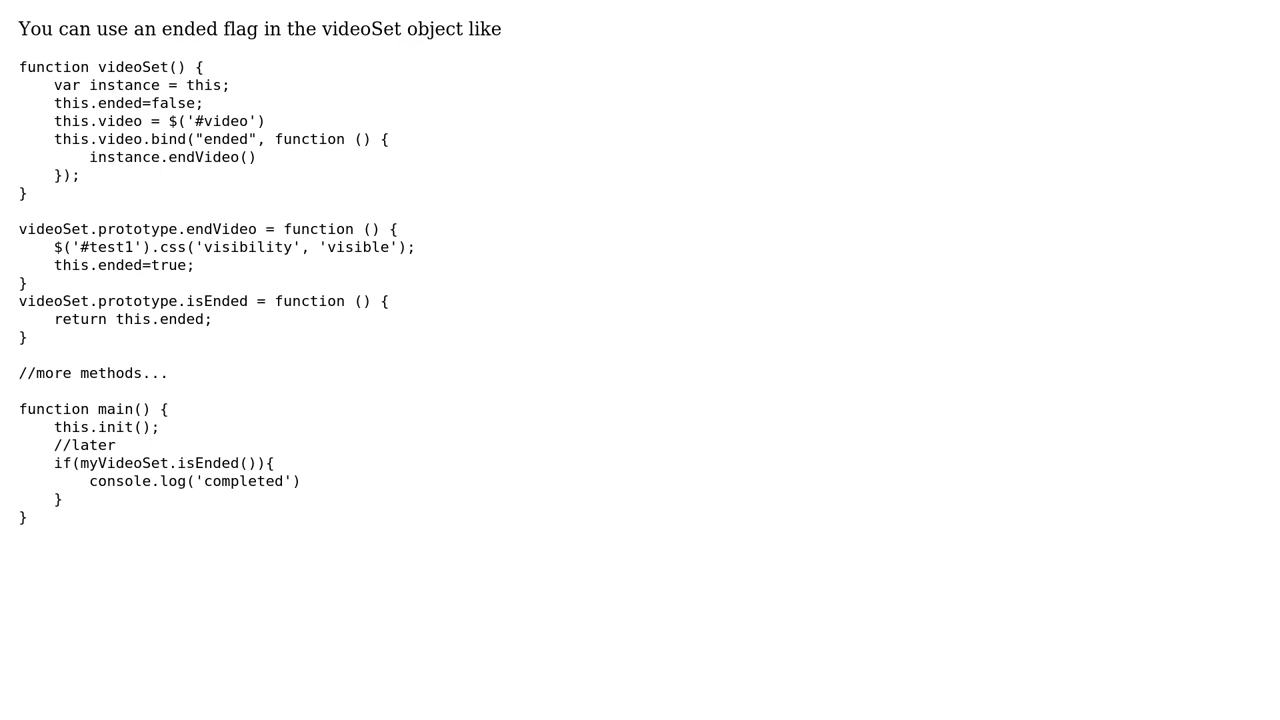 You can use an ended flag in the videoSet object like
function videoSet() {
    var instance = this;
    this.ended=false;
    this.video = $('#video')
    this.video.bind("ended", function () {
        instance.endVideo()
    });
}

videoSet.prototype.endVideo = function () {
    $('#test1').css('visibility', 'visible');
    this.ended=true;
}
videoSet.prototype.isEnded = function () {
    return this.ended;
}

//more methods...

function main() {
    this.init();
    //later
    if(myVideoSet.isEnded()){
        console.log('completed')
    }
}